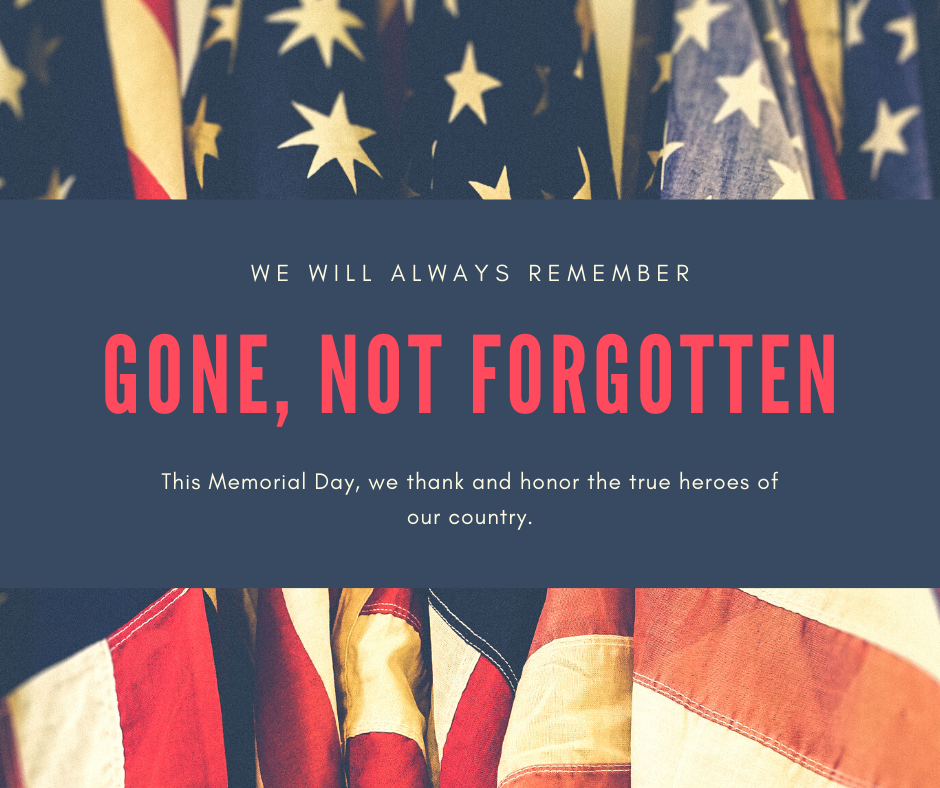 WE WILL ALWAYS REMEMBER
GONE, NOT FORGOTTEN
This Memorial Day, we thank and honor the true heroes of
our country.